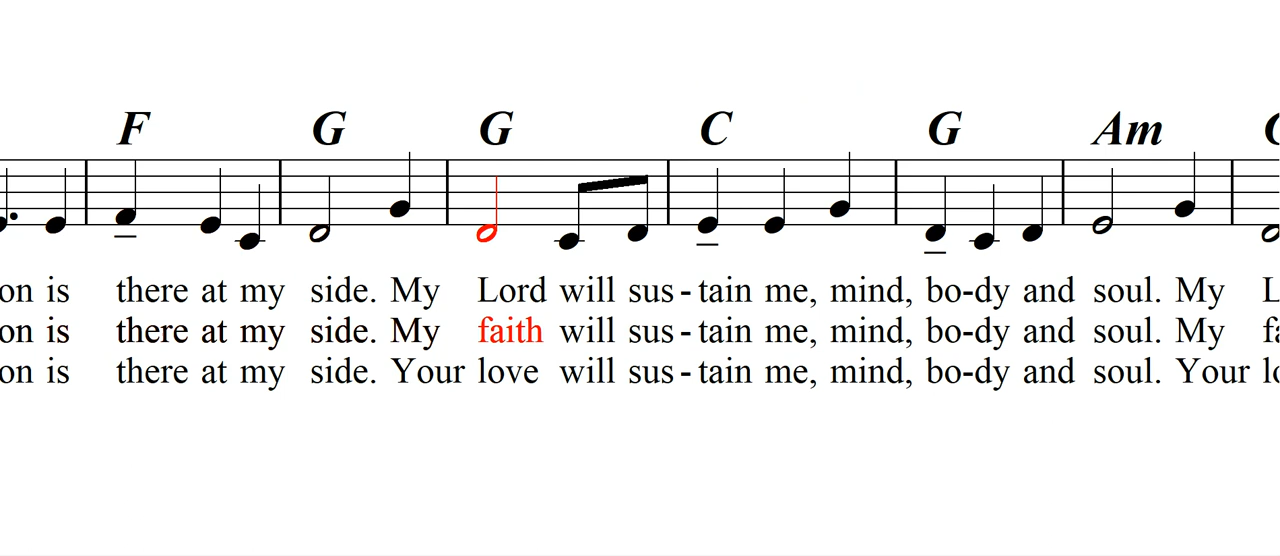 F G G C G Am
on is there at my side. My Lord will sus - tain me, mind, bo-dy and soul. My L
on is there at my side. My faith will sus - tain me, mind, bo-dy and soul. My fa
on is there at my side. Your love will sus - tain me, mind, bo-dy and soul. Your lo